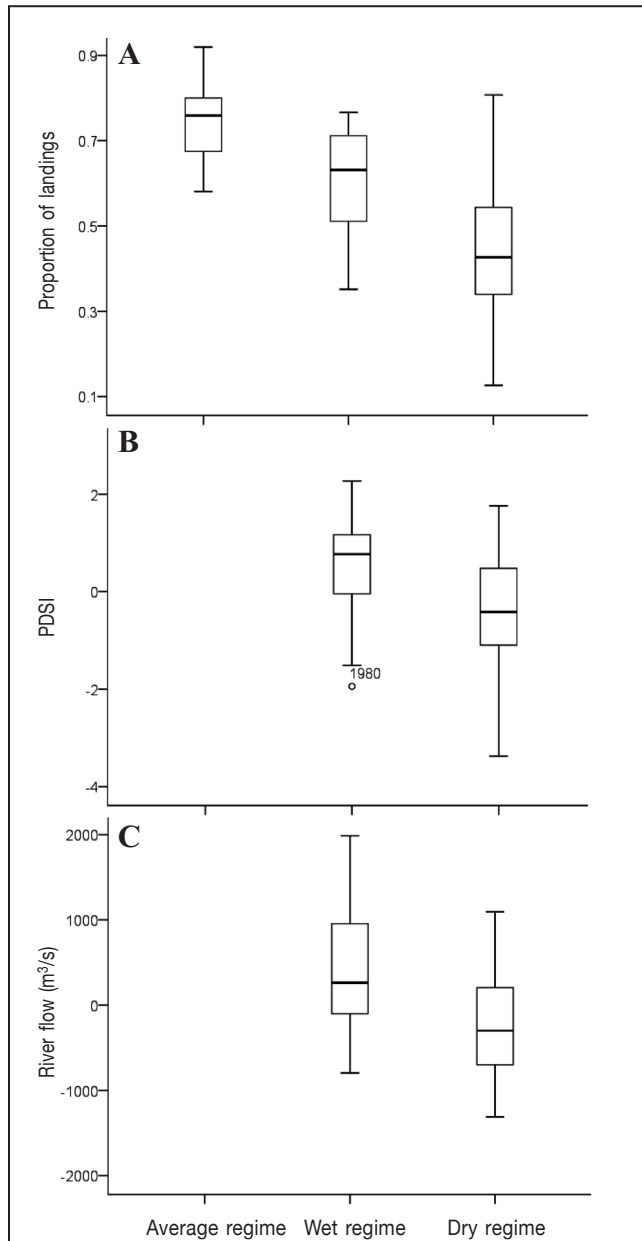 A
Proportion of landings
0.9
0.7
0.5
0.3
0.1
B
PDSI
2
0
-2
-4
1980
C
River flow (m³/s)
2000
1000
0
-1000
-2000
Average regime Wet regime Dry regime